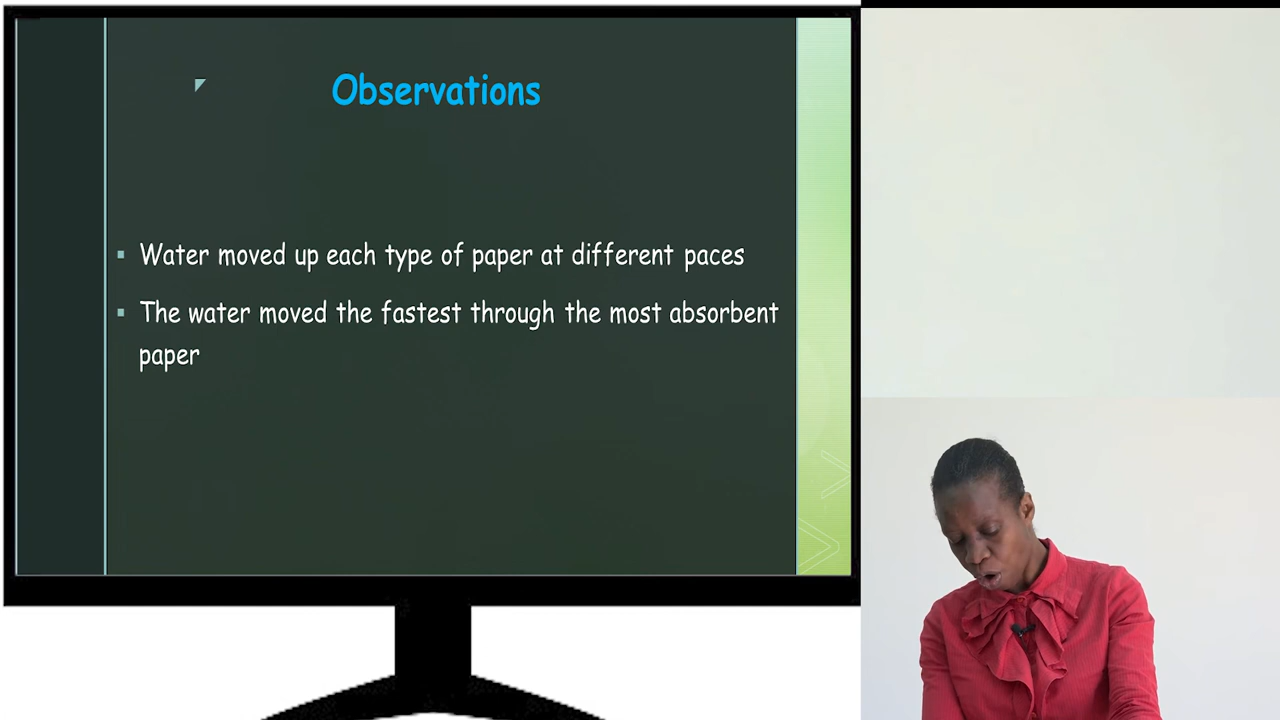 Observations
Water moved up each type of paper at different paces
The water moved the fastest through the most absorbent
paper